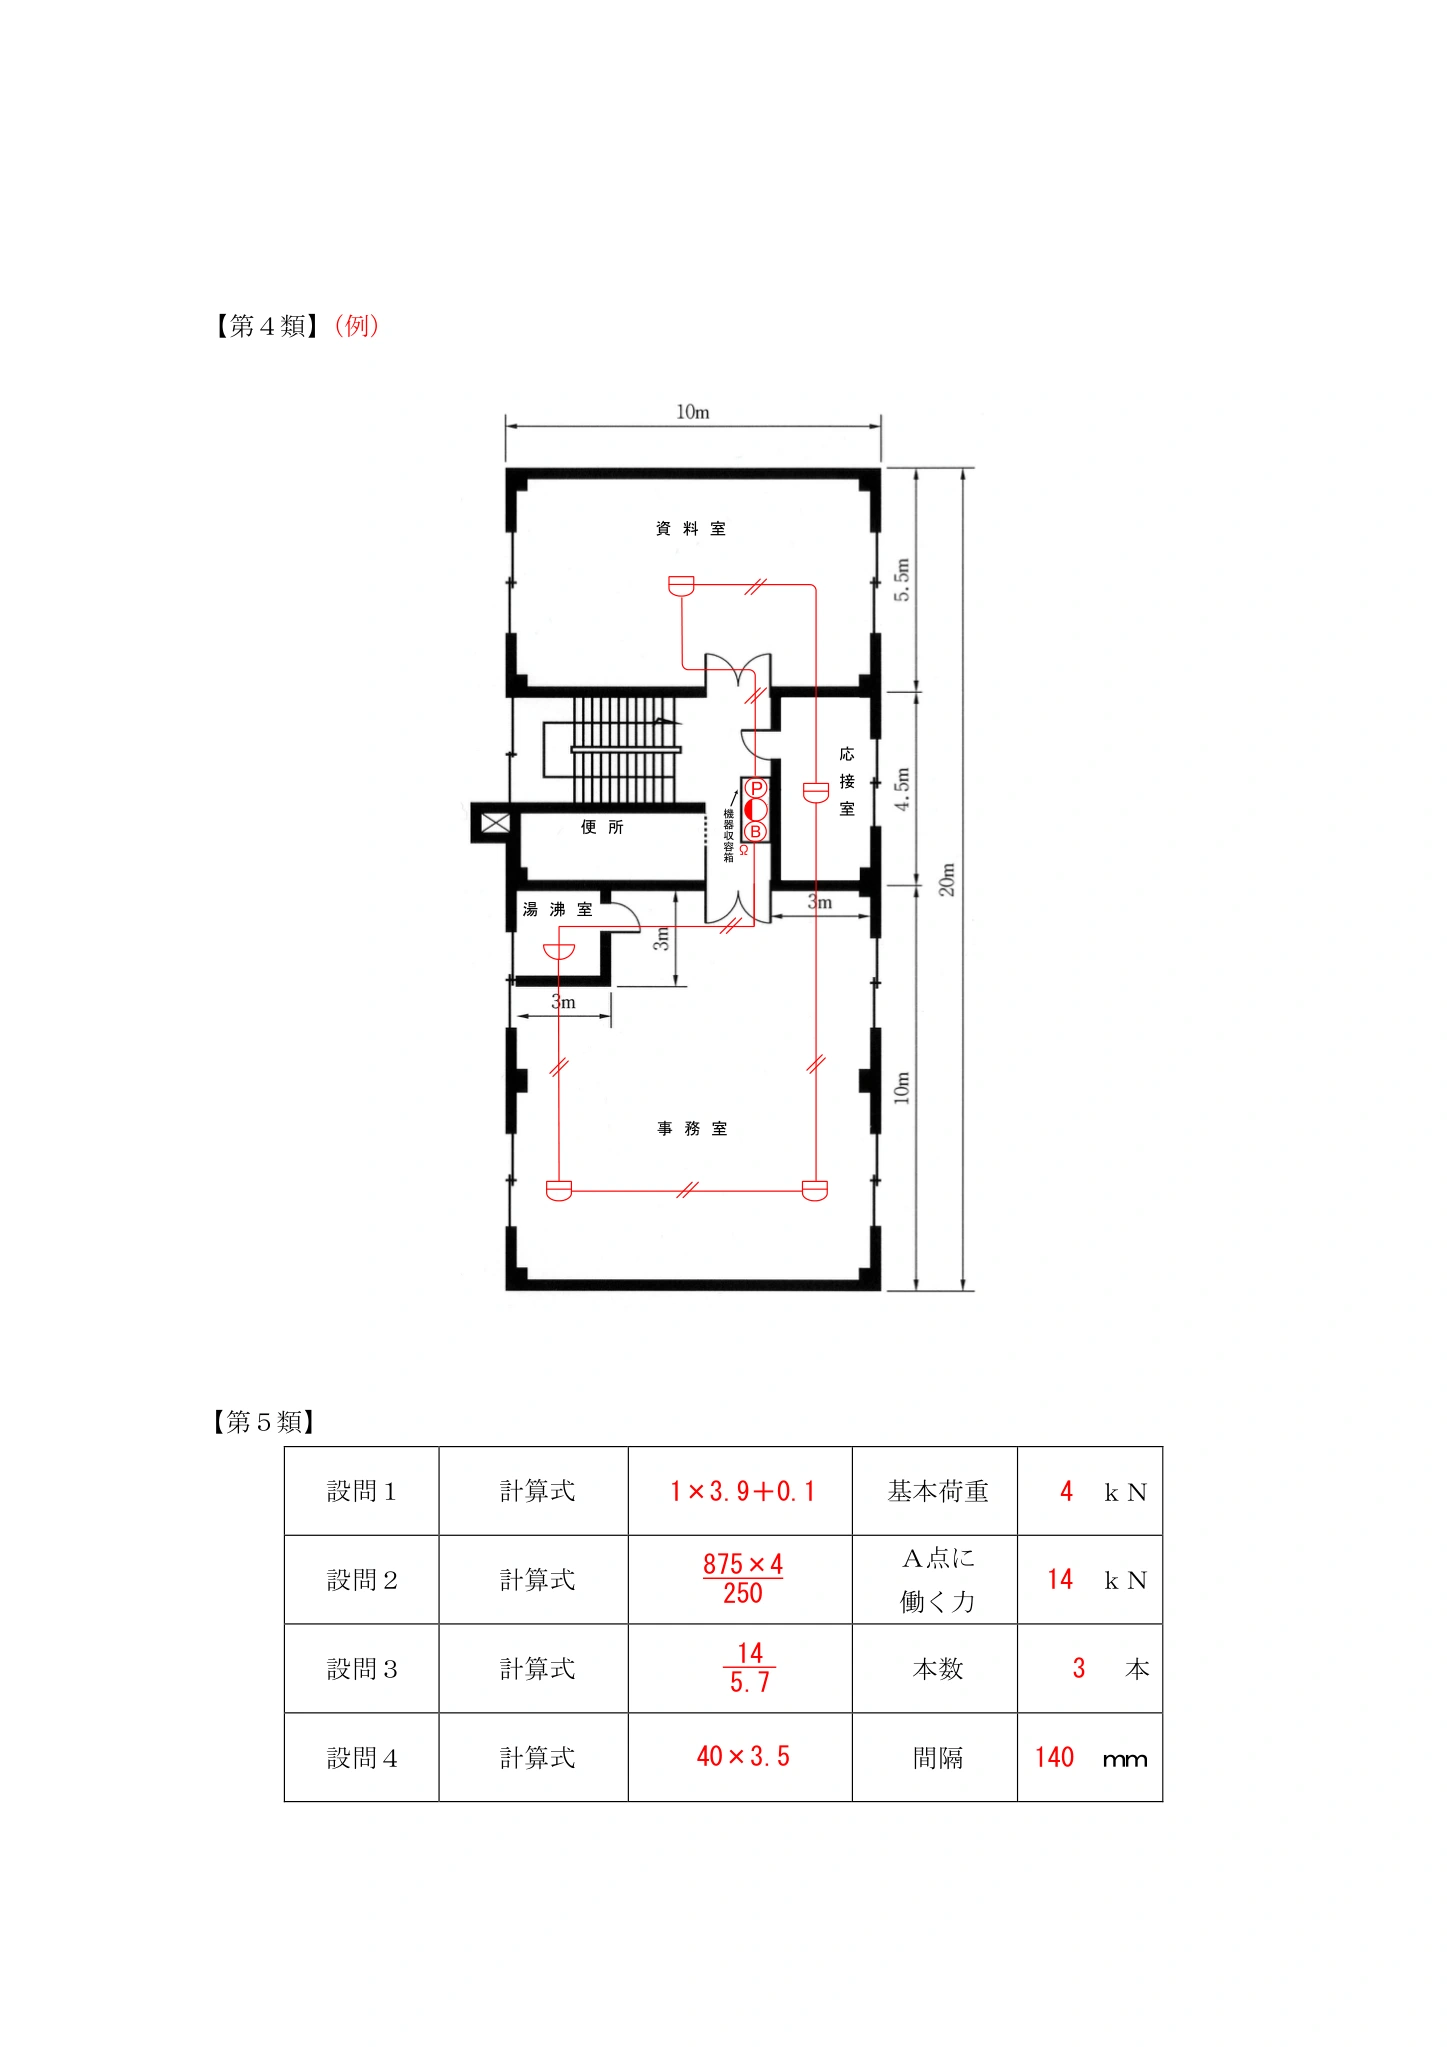 【第４類】（例）
10m
資料室
5.5m
応接室
4.5m
P
B
Ω
機器収容箱
便所
20m
湯沸室
3m
3m
3m
10m
事務室
【第５類】
設問１ 計算式 1×3.9＋0.1 基本荷重 4 ｋＮ
設問２ 計算式 875×4/250 Ａ点に働く力 14 ｋＮ
設問３ 計算式 14/5.7 本数 3 本
設問４ 計算式 40×3.5 間隔 140 mm